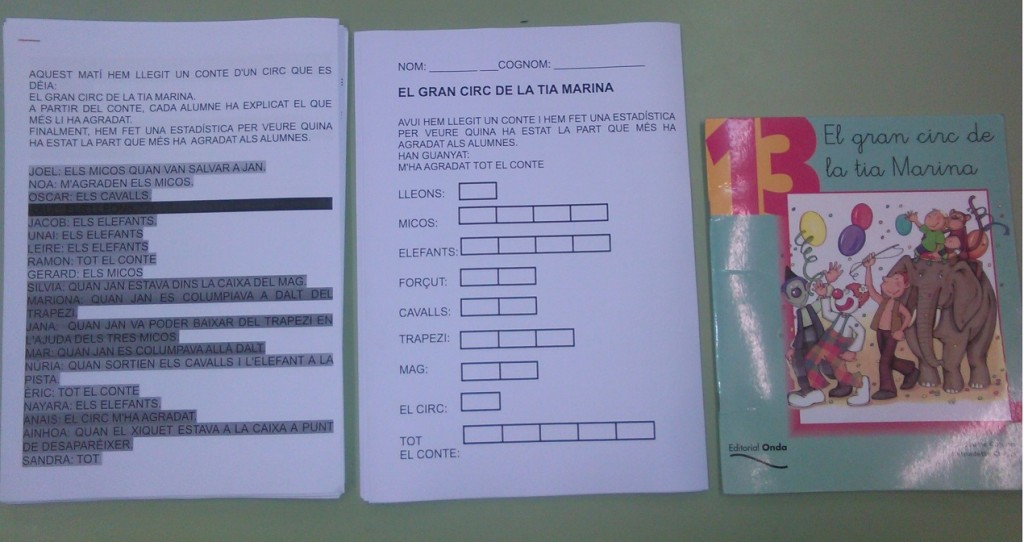 AQUEST MATÍ HEM LLEGIT UN CONTE D'UN CIRC QUE ES
DÈIA:
EL GRAN CIRC DE LA TIA MARINA.
A PARTIR DEL CONTE, CADA ALUMNE HA EXPLICAT EL QUE
MÉS LI HA AGRADAT.
FINALMENT, HEM FET UNA ESTADÍSTICA PER VEURE QUINA
HA ESTAT LA PART QUE MÉS HA AGRADAT ALS ALUMNES.
JOEL: ELS MICOS QUAN VAN SALVAR A JAN.
NOA: M'AGRADEN ELS MICOS.
OSCAR: ELS CAVALLS.
JACOB: ELS ELEFANTS.
UNAI: ELS ELEFANTS
LEIRE: ELS ELEFANTS
RAMON: TOT EL CONTE
GERARD: ELS MICOS
SILVIA: QUAN JAN ESTAVA DINS LA CAIXA DEL MAG.
MARIONA: QUAN JAN ES COLUMPIAVA A DALT DEL
TRAPEZI.
JANA: QUAN JAN VA PODER BAIXAR DEL TRAPEZI EN
L'AJUDA DELS TRES MICOS.
MAR: QUAN JAN ES COLUMPAVA ALLÀ DALT.
NÚRIA: QUAN SORTIEN ELS CAVALLS I L'ELEFANT A LA
PISTA.
ÈRIC: TOT EL CONTE
NAYARA: ELS ELEFANTS
ANAIS: EL CIRC M'HA AGRADAT.
AINHOA: QUAN EL XIQUET ESTAVA A LA CAIXA A PUNT
DE DESAPARÈIXER.
SANDRA: TOT
NOM: ________ ___COGNOM: _______________
EL GRAN CIRC DE LA TIA MARINA
AVUI HEM LLEGIT UN CONTE I HEM FET UNA ESTADÍSTICA
PER VEURE QUINA HA ESTAT LA PART QUE MÉS HA
AGRADAT ALS ALUMNES.
HAN GUANYAT:
M'HA AGRADAT TOT EL CONTE
LLEONS:
MICOS:
ELEFANTS:
FORÇUT:
CAVALLS:
TRAPEZI:
MAG:
EL CIRC:
TOT
EL CONTE:
13
El gran circ de
la tia Marina
Editorial Onda